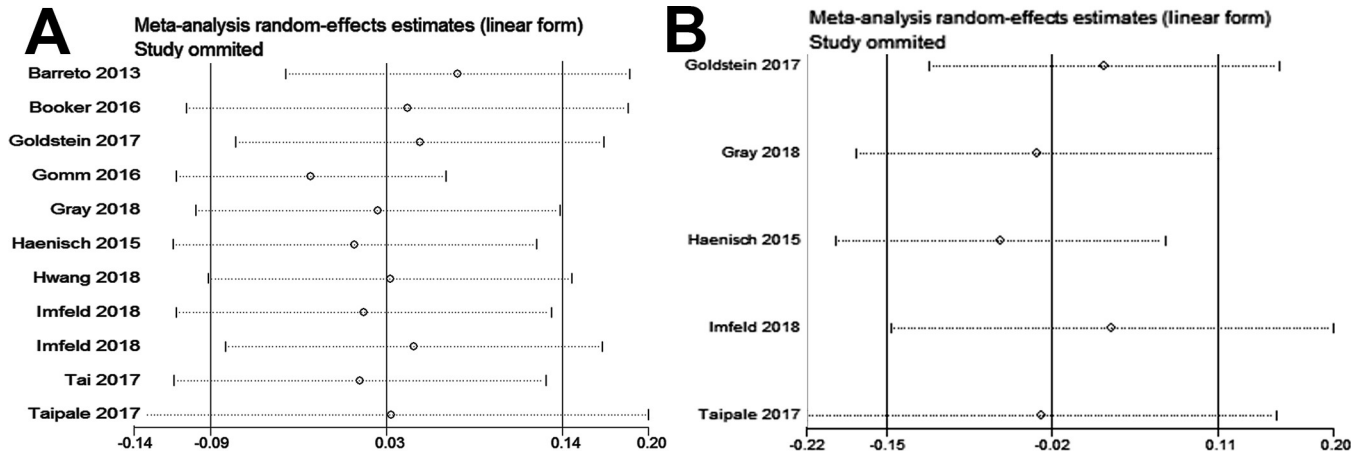 A
Meta-analysis random-effects estimates (linear form)
Study ommited
Barreto 2013
Booker 2016
Goldstein 2017
Gomm 2016
Gray 2018
Haenisch 2015
Hwang 2018
Imfeld 2018
Imfeld 2018
Tai 2017
Taipale 2017
-0.14 -0.09 0.03 0.14 0.20
B
Meta-analysis random-effects estimates (linear form)
Study ommited
Goldstein 2017
Gray 2018
Haenisch 2015
Imfeld 2018
Taipale 2017
-0.22 -0.15 -0.02 0.11 0.20